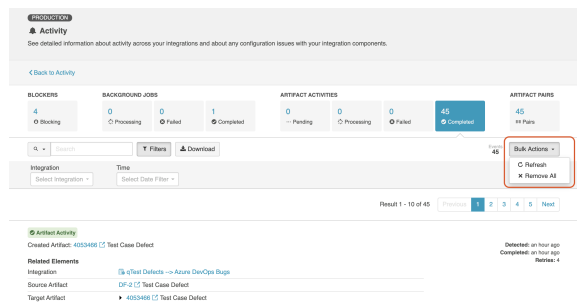 PRODUCTION
Activity
See detailed information about activity across your integrations and about any configuration issues with your integration components.
Back to Activity
BLOCKERS BACKGROUND JOBS ARTIFACT ACTIVITIES ARTIFACT PAIRS
4 0 0 1 0 0 0 45 45
Blocking Processing Failed Completed Pending Processing Failed Completed Pairs
Search Filters Download Events 45 Bulk Actions
Refresh
Remove All
Integration Time
Select Integration Select Date Filter
Result 1 - 10 of 45 Previous 1 2 3 4 5 Next
Artifact Activity
Created Artifact: 4053466 Test Case Defect
Detected: an hour ago
Completed: an hour ago
Retries: 4
Related Elements
Integration qTest Defects --> Azure DevOps Bugs
Source Artifact DF-2 Test Case Defect
Target Artifact 4053466 Test Case Defect